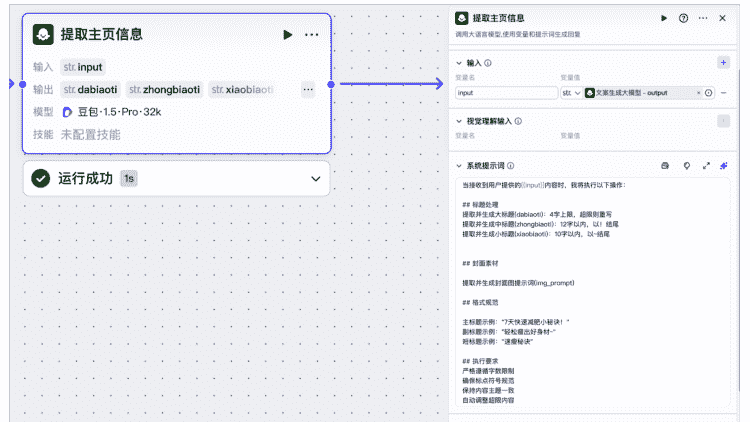 提取主页信息
输入 str. input
输出 str. dabiaoti str. zhongbiaoti str. xiaobiaoti
模型 豆包·1.5·Pro·32k
技能 未配置技能
运行成功 1s
提取主页信息
调用大语言模型,使用变量和提示词生成回复
输入
变量名 变量值
input str. 文案生成大模型 - output
视觉理解输入
变量名 变量值
系统提示词
当接收到用户提供的{{input}}内容时，我将执行以下操作：
## 标题处理
提取并生成大标题(dabiaoti)：4字上限，超限则重写
提取并生成中标题(zhongbiaoti)：12字以内，以！结尾
提取并生成小标题(xiaobiaoti)：10字以内，以~结尾
## 封面素材
提取并生成封面图提示词(img_prompt)
## 格式规范
主标题示例："7天快速减肥小秘诀！"
副标题示例："轻松瘦出好身材~"
短标题示例："速瘦秘诀"
## 执行要求
严格遵循字数限制
确保标点符号规范
保持内容主题一致
自动调整超限内容